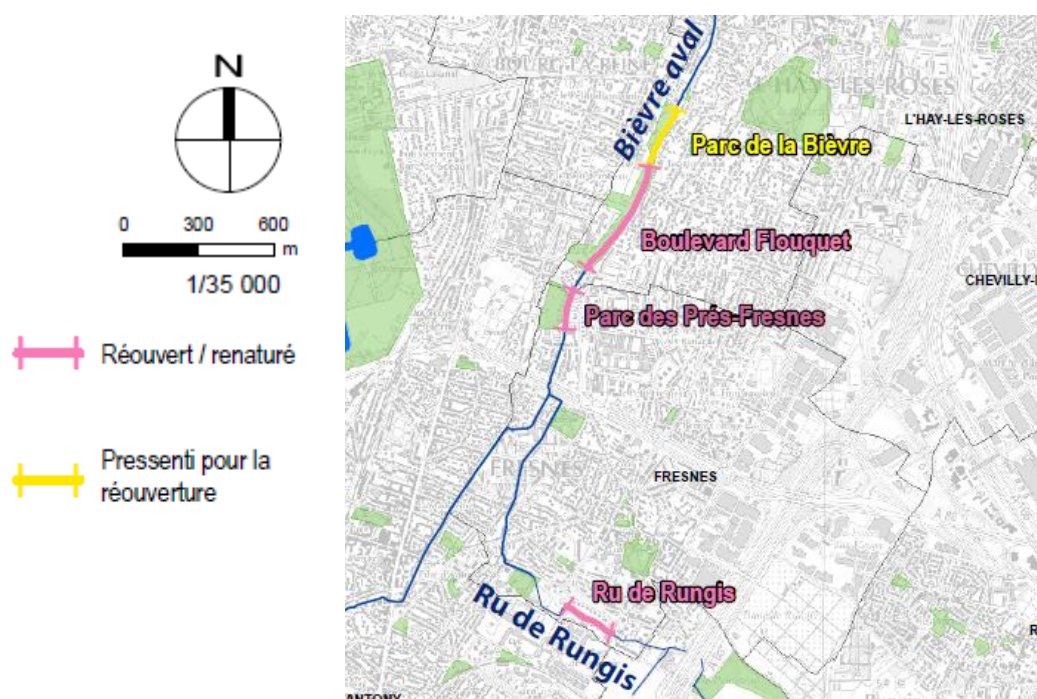 N
0 300 600
m
1/35 000
Réouvert / renaturé
Pressenti pour la
réouverture
Bièvre aval
BOURG-LA-REINE
L'HAY-LES-ROSES
L'HAY-LES-ROSES
Parc de la Bièvre
Boulevard Flouquet
CHEVILLY-
Parc des Prés-Fresnes
FRESNES
FRESNES
Ru de Rungis
Ru de Rungis
ANTONY